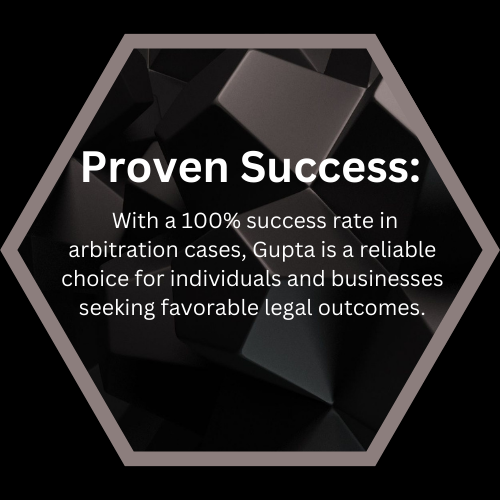 Proven Success:
With a 100% success rate in
arbitration cases, Gupta is a reliable
choice for individuals and businesses
seeking favorable legal outcomes.